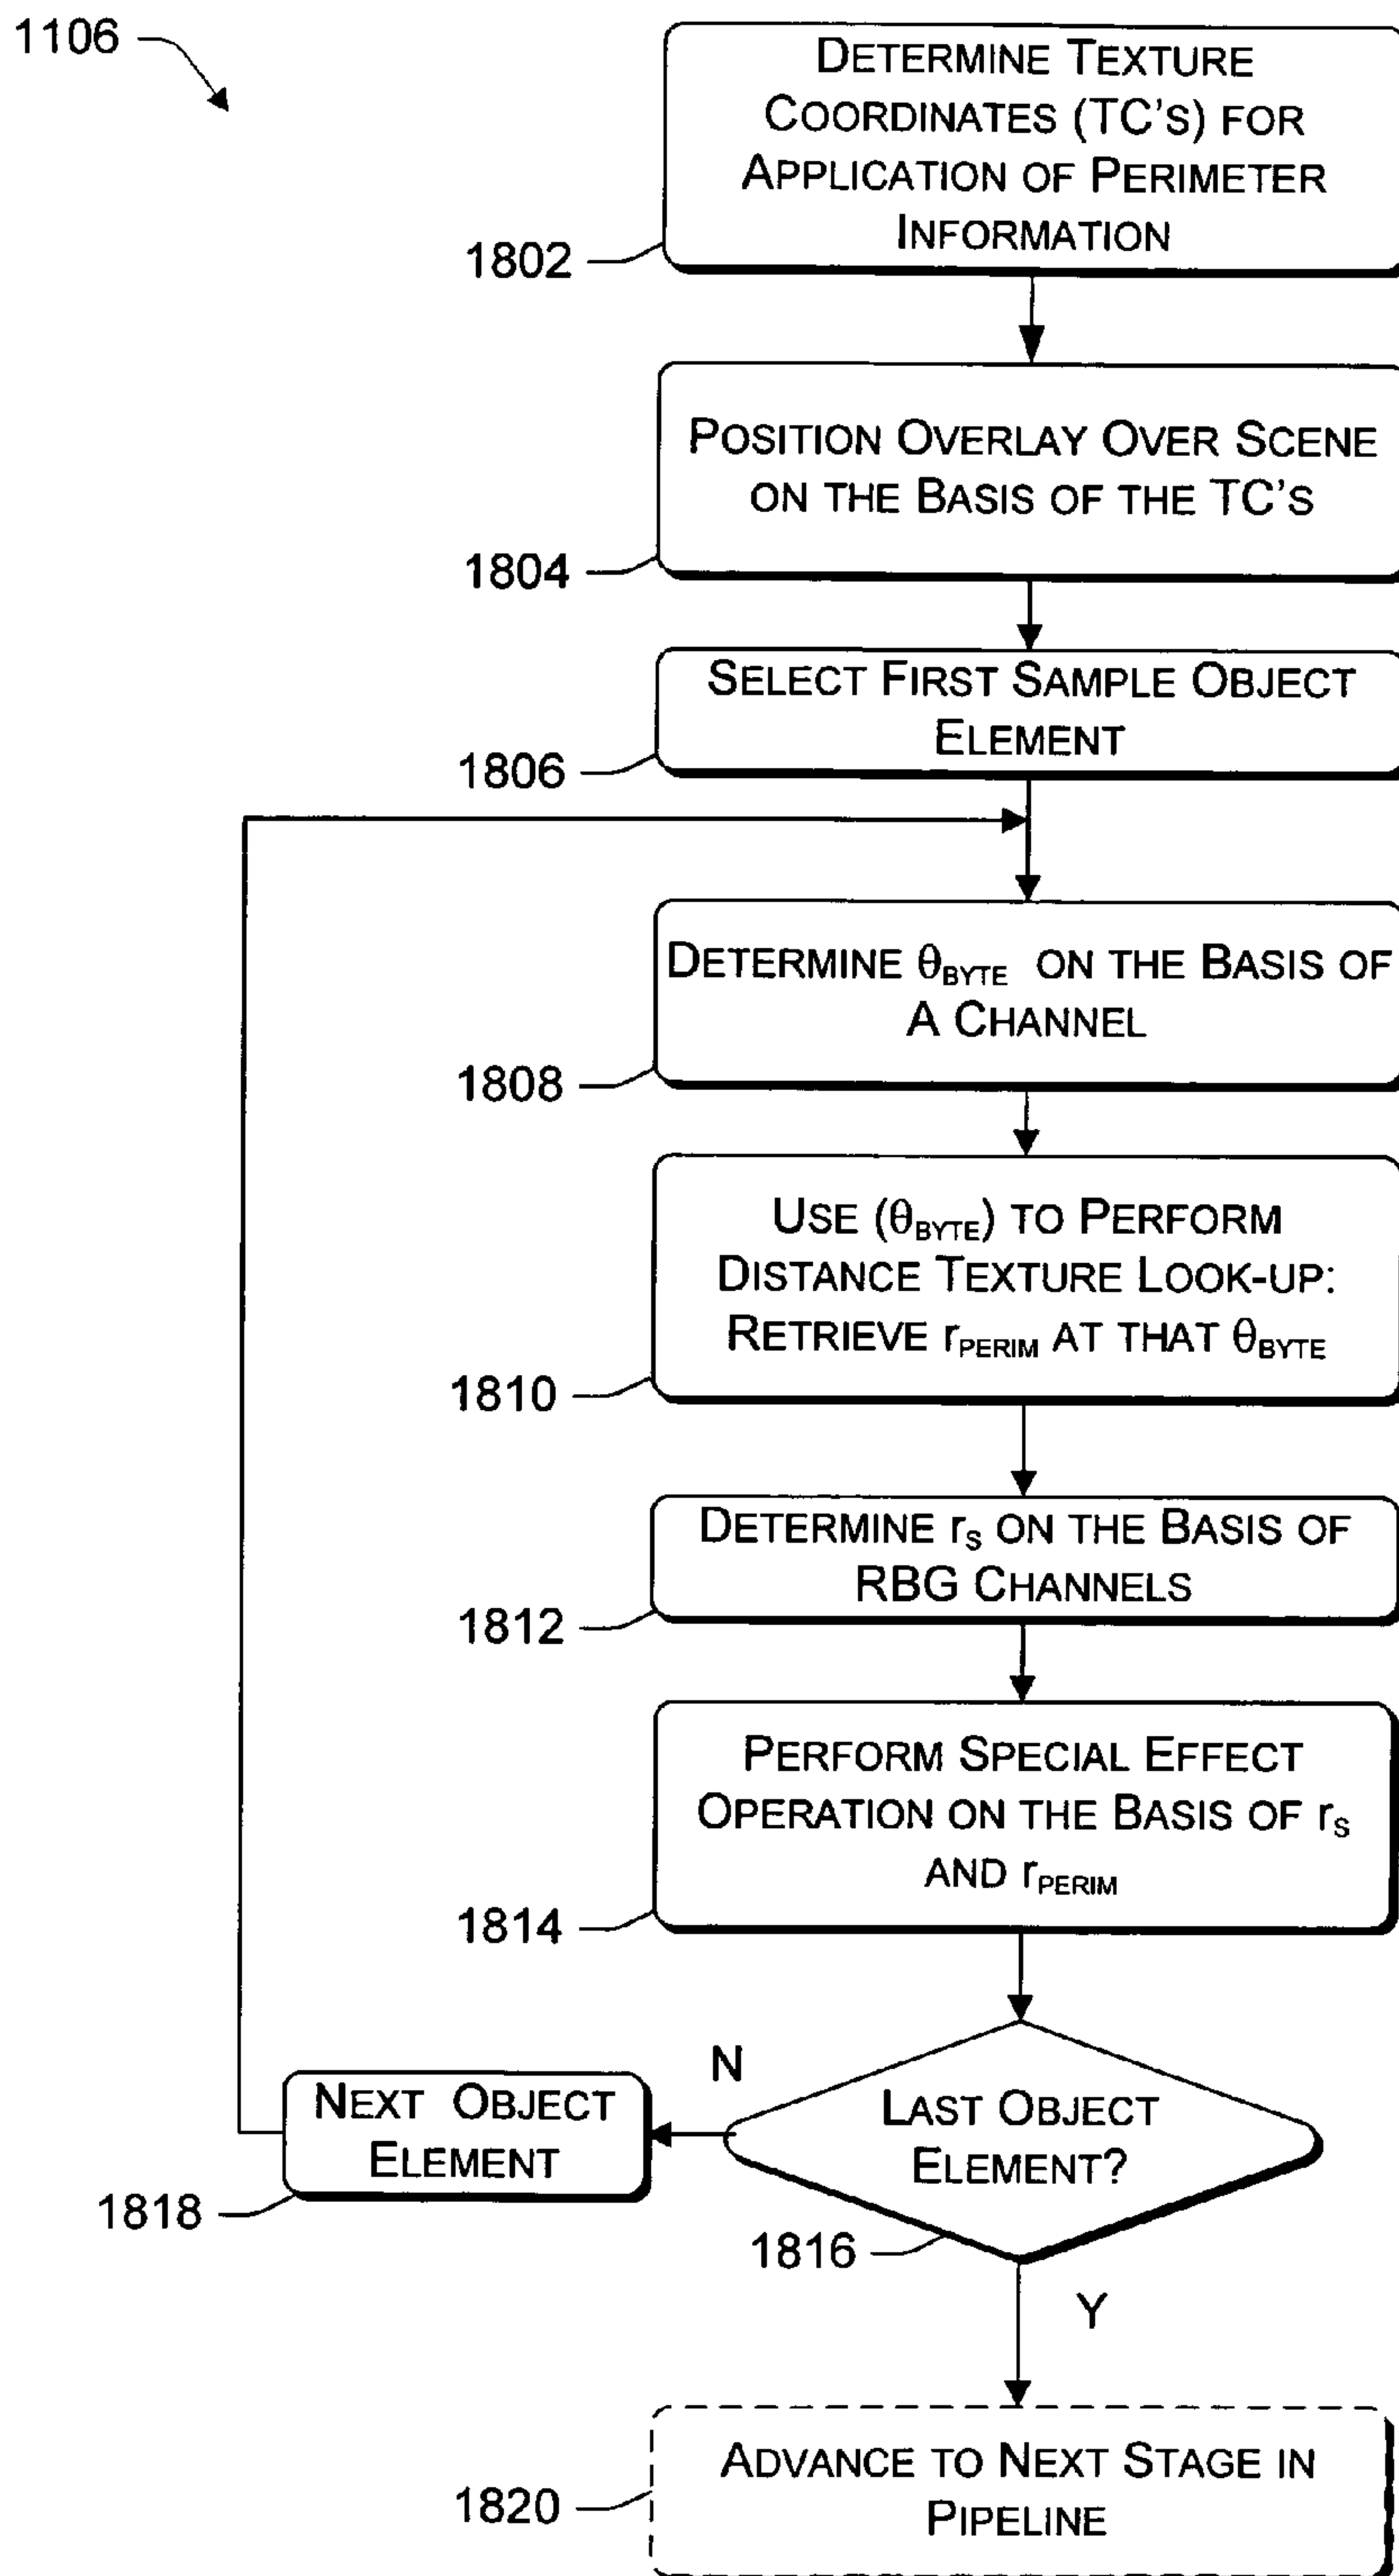 1106
DETERMINE TEXTURE
COORDINATES (TC'S) FOR
APPLICATION OF PERIMETER
INFORMATION
1802
POSITION OVERLAY OVER SCENE
ON THE BASIS OF THE TC'S
1804
SELECT FIRST SAMPLE OBJECT
ELEMENT
1806
DETERMINE θBYTE ON THE BASIS OF
A CHANNEL
1808
USE (θBYTE) TO PERFORM
DISTANCE TEXTURE LOOK-UP:
RETRIEVE rPERIM AT THAT θBYTE
1810
DETERMINE rS ON THE BASIS OF
RBG CHANNELS
1812
PERFORM SPECIAL EFFECT
OPERATION ON THE BASIS OF rS
AND rPERIM
1814
N
NEXT OBJECT
ELEMENT
1818
LAST OBJECT
ELEMENT?
1816
Y
ADVANCE TO NEXT STAGE IN
PIPELINE
1820